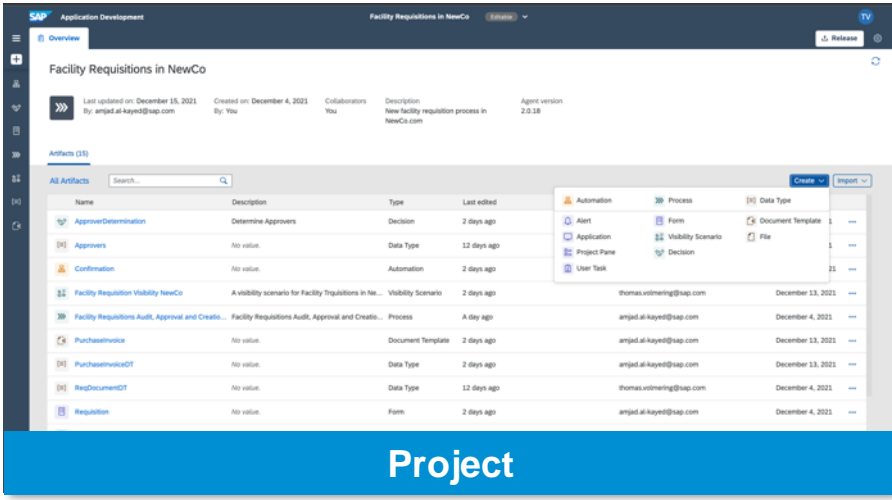 SAP Application Development Facility Requisitions in NewCo Editable TV
Overview Release
Facility Requisitions in NewCo
Last updated on: December 15, 2021 Created on: December 4, 2021 Collaborators Description Agent version
By: amjad.al-kayed@sap.com By: You You New facility requisition process in 2.0.18
NewCo.com
Artifacts (15)
All Artifacts Search... Create Import
Name Description Type Last edited
Automation Process Data Type
Alert Form Document Template
Application Visibility Scenario File
Project Pane Decision
User Task
ApproverDetermination Determine Approvers Decision 2 days ago
Approvers No value. Data Type 12 days ago
Confirmation No value. Automation 2 days ago
Facility Requisition Visibility NewCo A visibility scenario for Facility Trquisitions in Ne... Visibility Scenario 2 days ago thomas.volmering@sap.com December 13, 2021
Facility Requisitions Audit, Approval and Creatio... Facility Requisitions Audit, Approval and Creatio... Process A day ago amjad.al-kayed@sap.com December 4, 2021
PurchaseInvoice No value. Document Template 2 days ago amjad.al-kayed@sap.com December 13, 2021
PurchaseInvoiceDT No value. Data Type 2 days ago amjad.al-kayed@sap.com December 13, 2021
ReqDocumentDT No value. Data Type 12 days ago thomas.volmering@sap.com December 4, 2021
Requisition No value. Form 2 days ago amjad.al-kayed@sap.com December 4, 2021
Project